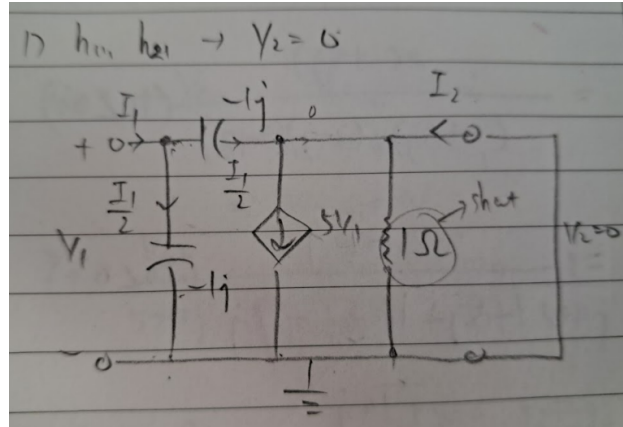 1) h₁₁, h₂₁ → V₂ = 0
I₁ -1j 0 I₂
+
I₁/2 I₁/2
V₁ 5V₁ 1Ω short V₂=0
-1j
-